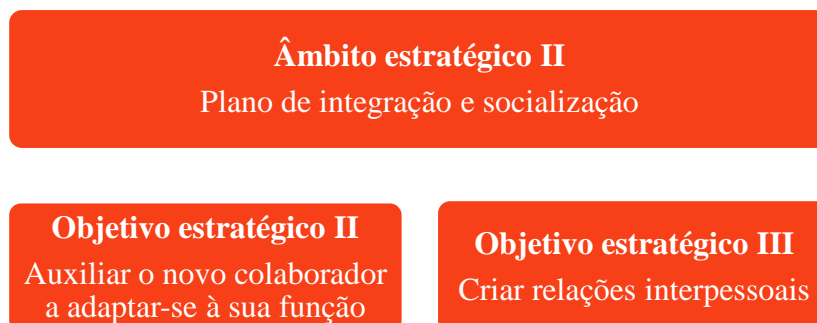 Âmbito estratégico II
Plano de integração e socialização
Objetivo estratégico II
Auxiliar o novo colaborador
a adaptar-se à sua função
Objetivo estratégico III
Criar relações interpessoais